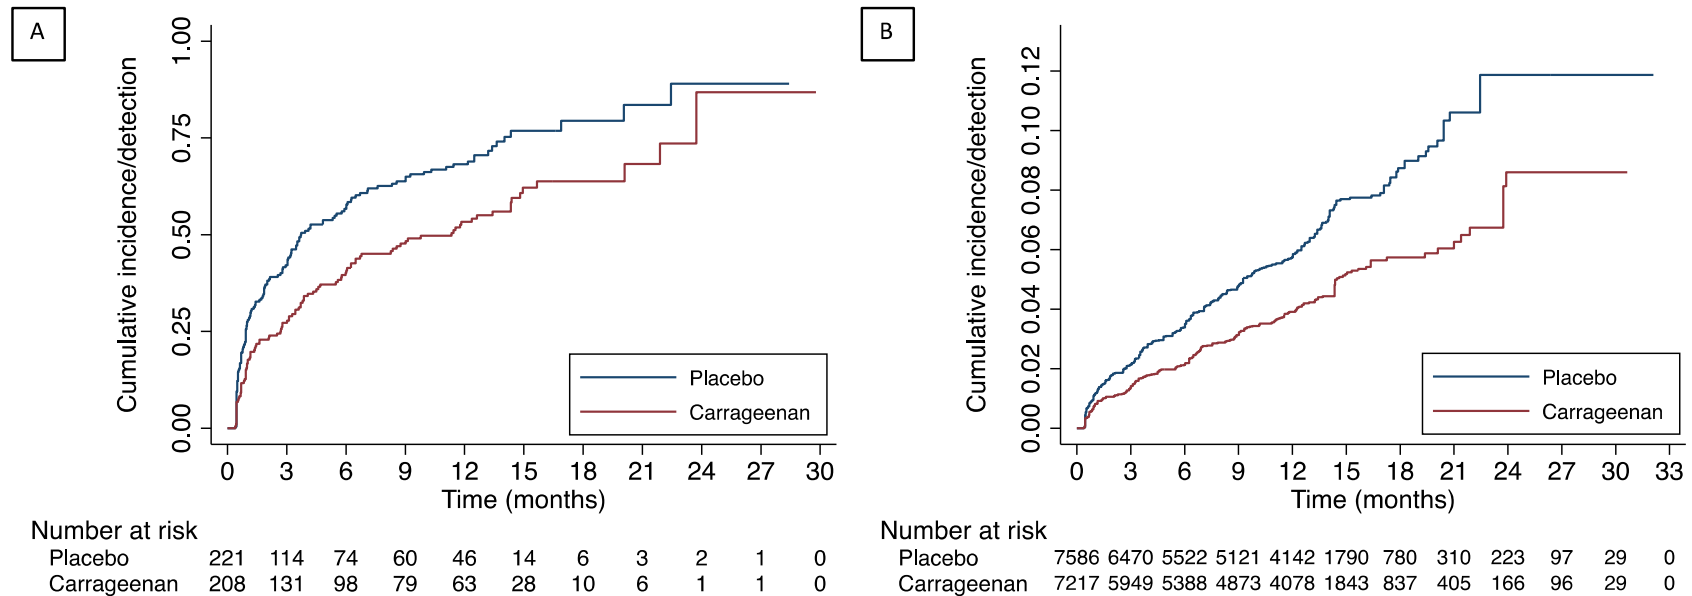 A
Cumulative incidence/detection
1.00
0.75
0.50
0.25
0.00
Placebo
Carrageenan
0 3 6 9 12 15 18 21 24 27 30
Time (months)
Number at risk
Placebo 221 114 74 60 46 14 6 3 2 1 0
Carrageenan 208 131 98 79 63 28 10 6 1 1 0
B
Cumulative incidence/detection
0.12
0.10
0.08
0.06
0.04
0.02
0.00
Placebo
Carrageenan
0 3 6 9 12 15 18 21 24 27 30 33
Time (months)
Number at risk
Placebo 7586 6470 5522 5121 4142 1790 780 310 223 97 29 0
Carrageenan 7217 5949 5388 4873 4078 1843 837 405 166 96 29 0